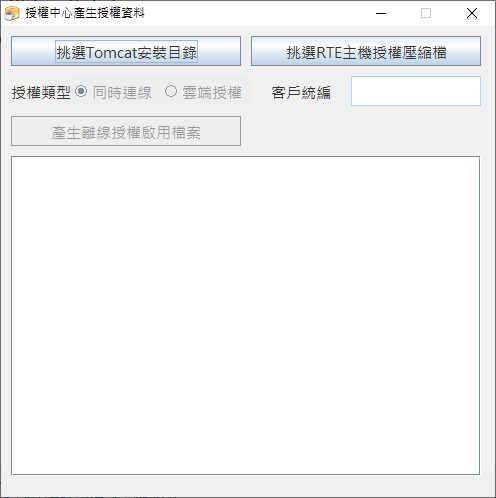 授權中心產生授權資料
挑選Tomcat安裝目錄 挑選RTE主機授權壓縮檔
授權類型 同時連線 雲端授權 客戶統編
產生離線授權啟用檔案